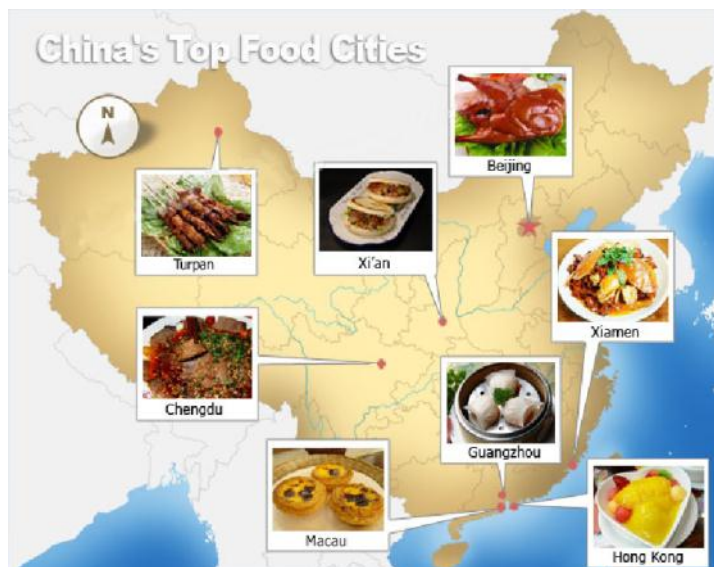 China's Top Food Cities
N
Beijing
Turpan
Xi'an
Xiamen
Chengdu
Guangzhou
Macau
Hong Kong